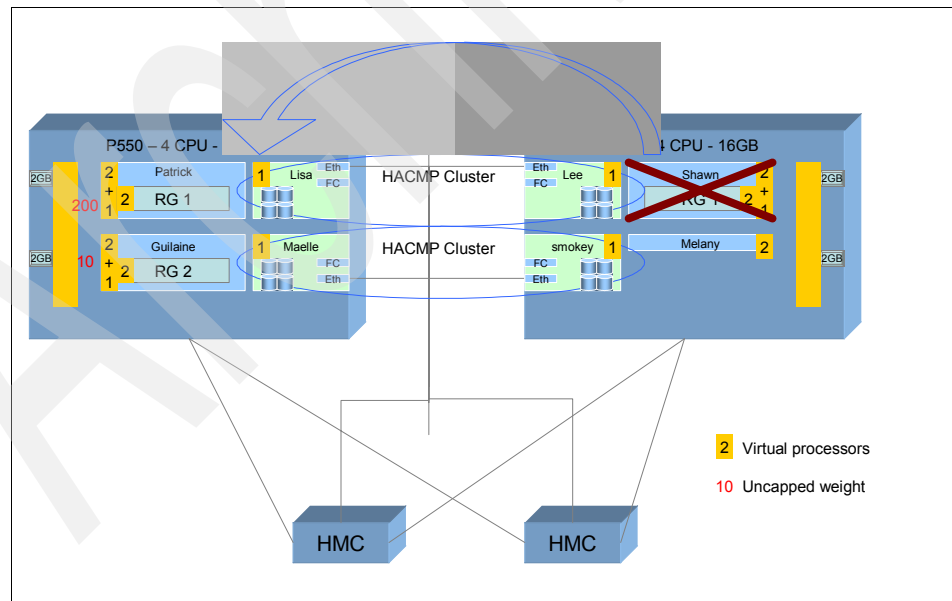 P550 – 4 CPU -
CPU - 16GB
2GB
2
+
1
Patrick
2
RG 1
200
1
Lisa
Eth
FC
HACMP Cluster
Eth
FC
Lee
1
Shawn
RG 1
2
+
1
2
2GB
2GB
10
2
+
1
Guilaine
2
RG 2
1
Maelle
FC
Eth
HACMP Cluster
FC
Eth
smokey
1
Melany
2
2GB
2 Virtual processors
10 Uncapped weight
HMC
HMC